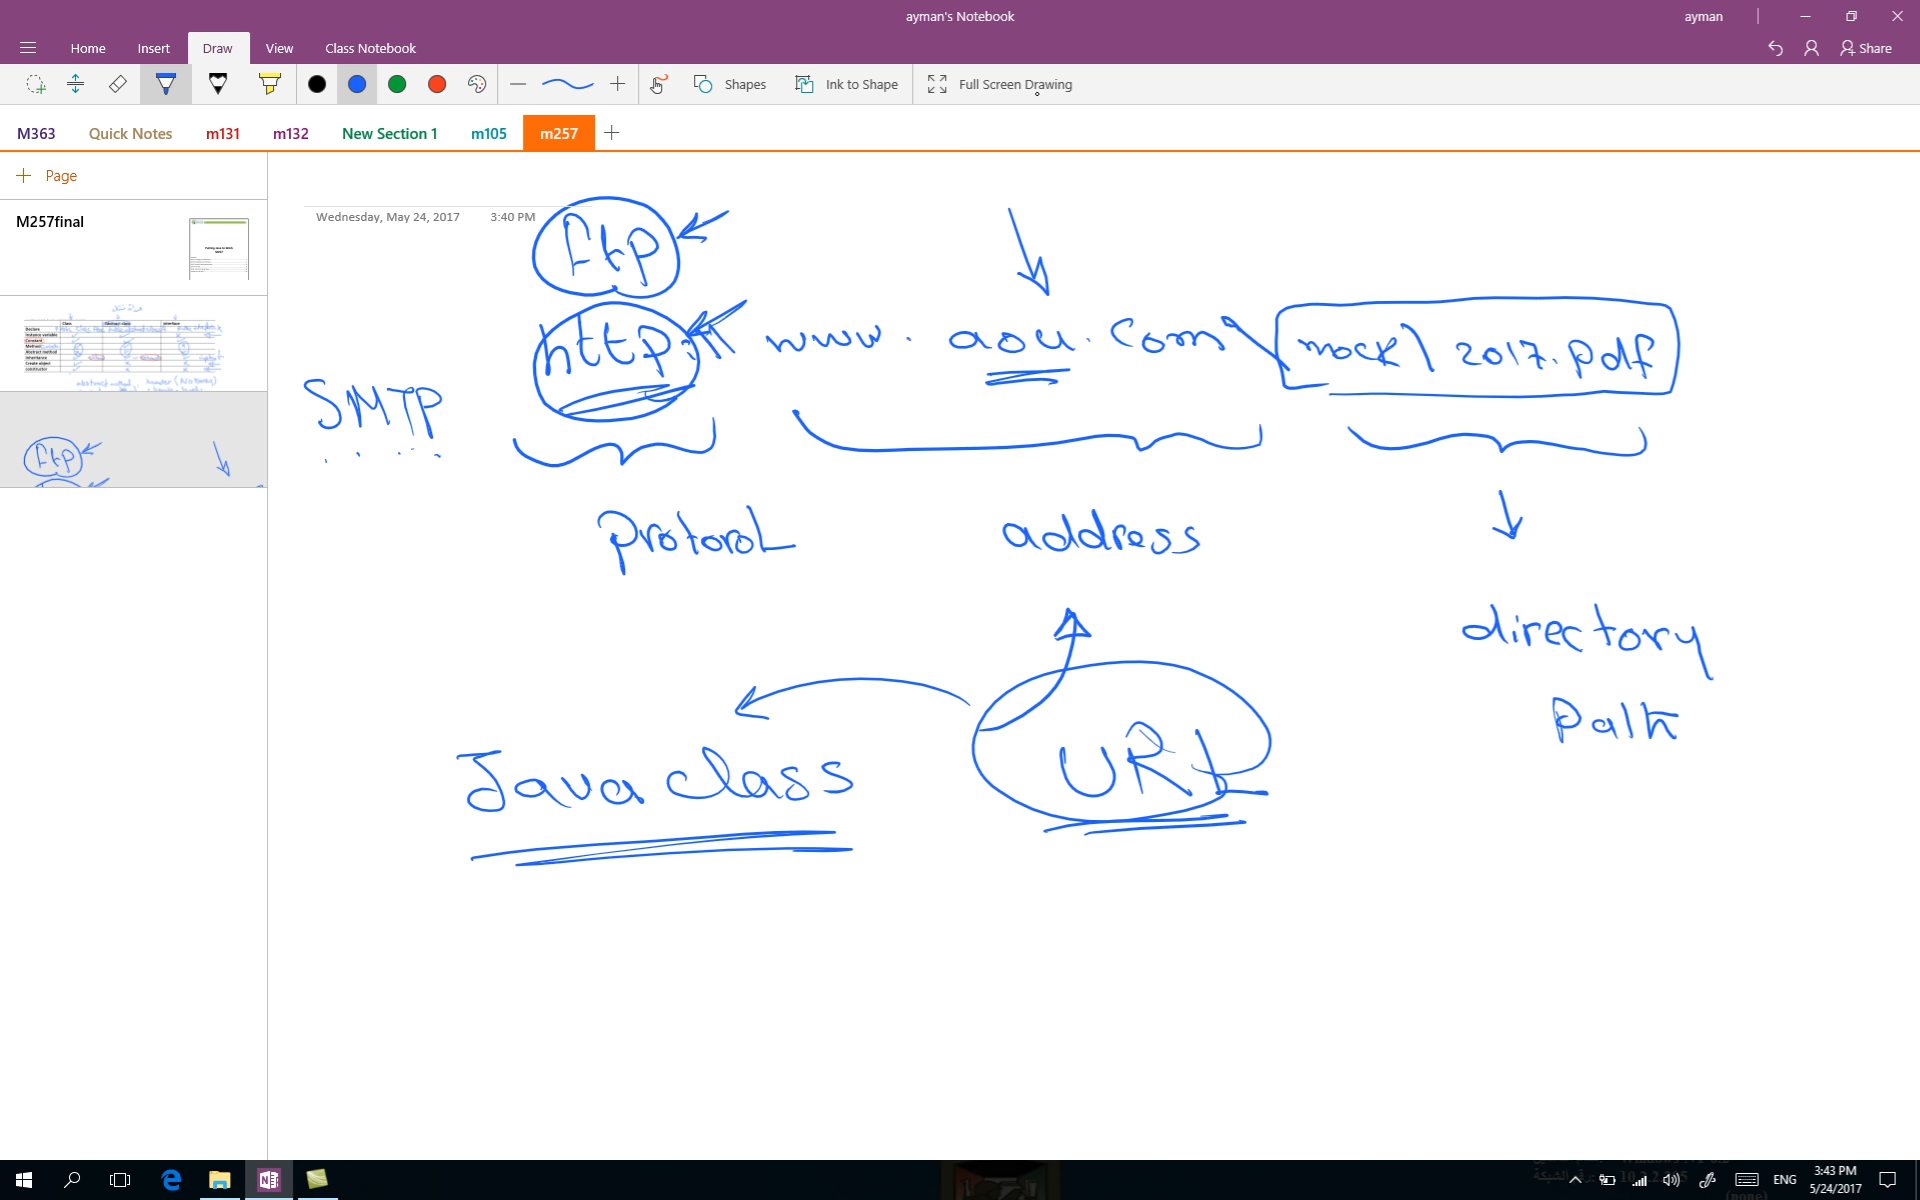 ayman's Notebook
ayman
Home Insert Draw View Class Notebook
Share
Shapes Ink to Shape Full Screen Drawing
M363 Quick Notes m131 m132 New Section 1 m105 m257
Page
M257final
Wednesday, May 24, 2017 3:40 PM
ftp
http:\\ www. aou. Com \ mock \ 2017.pdf
SMTP
protorol address
directory
Path
Java class URL
ENG
3:43 PM
5/24/2017